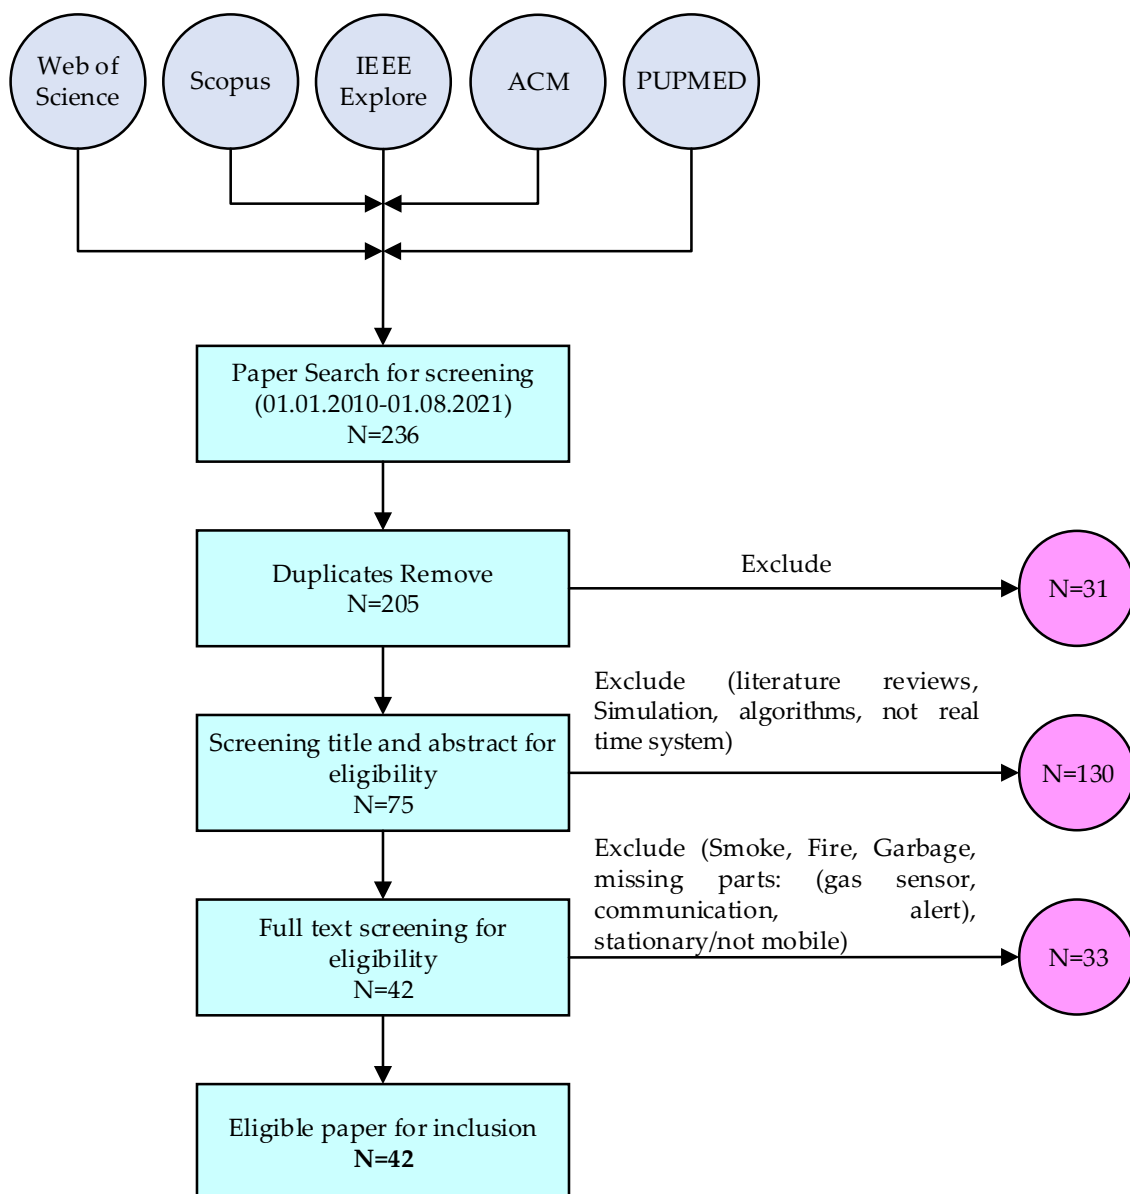 Web of
Science
Scopus
IEEE
Explore
ACM
PUPMED
Paper Search for screening
(01.01.2010-01.08.2021)
N=236
Duplicates Remove
N=205
Exclude
N=31
Screening title and abstract for
eligibility
N=75
Exclude (literature reviews,
Simulation, algorithms, not real
time system)
N=130
Full text screening for
eligibility
N=42
Exclude (Smoke, Fire, Garbage,
missing parts: (gas sensor,
communication, alert),
stationary/not mobile)
N=33
Eligible paper for inclusion
N=42